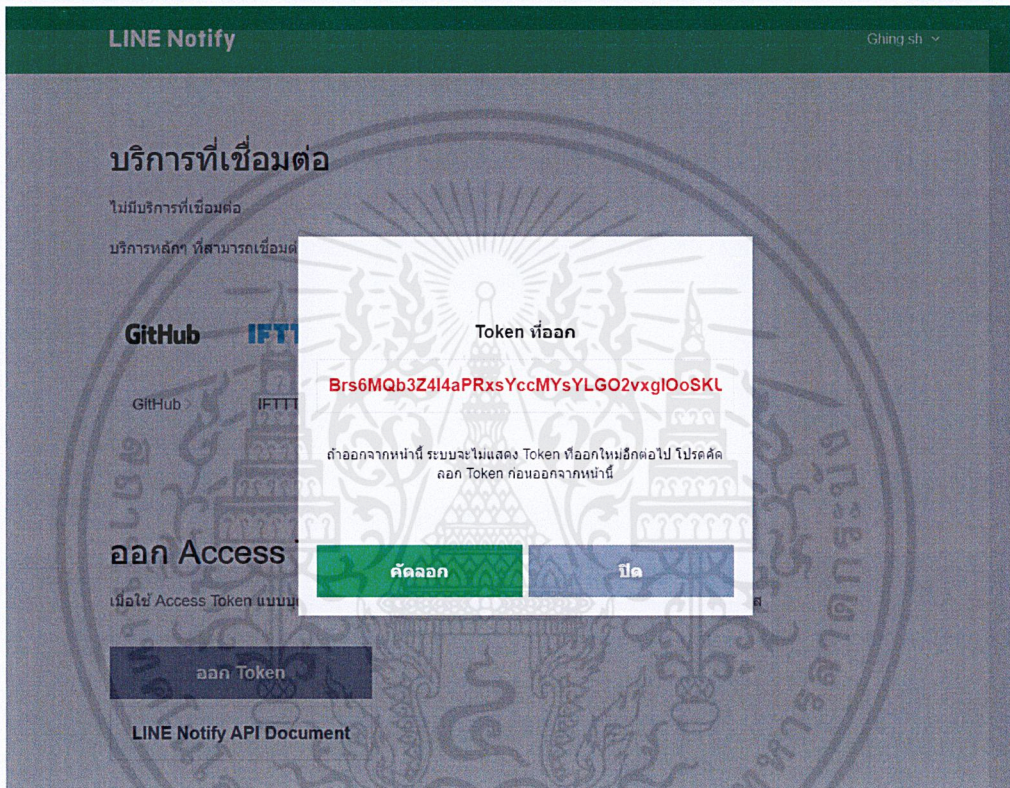 LINE Notify
Ghing sh
บริการที่เชื่อมต่อ
ไม่มีบริการที่เชื่อมต่อ
บริการหลักๆ ที่สามารถเชื่อมต่
GitHub IFTT
GitHub IFTTT
Token ที่ออก
Brs6MQb3Z4l4aPRxsYccMYsYLGO2vxglOoSKL
ถ้าออกจากหน้านี้ ระบบจะไม่แสดง Token ที่ออกใหม่อีกต่อไป โปรดคัด
ลอก Token ก่อนออกจากหน้านี้
คัดลอก
ปิด
ออก Access
เมื่อใช้ Access Token แบบบุ
ออก Token
LINE Notify API Document